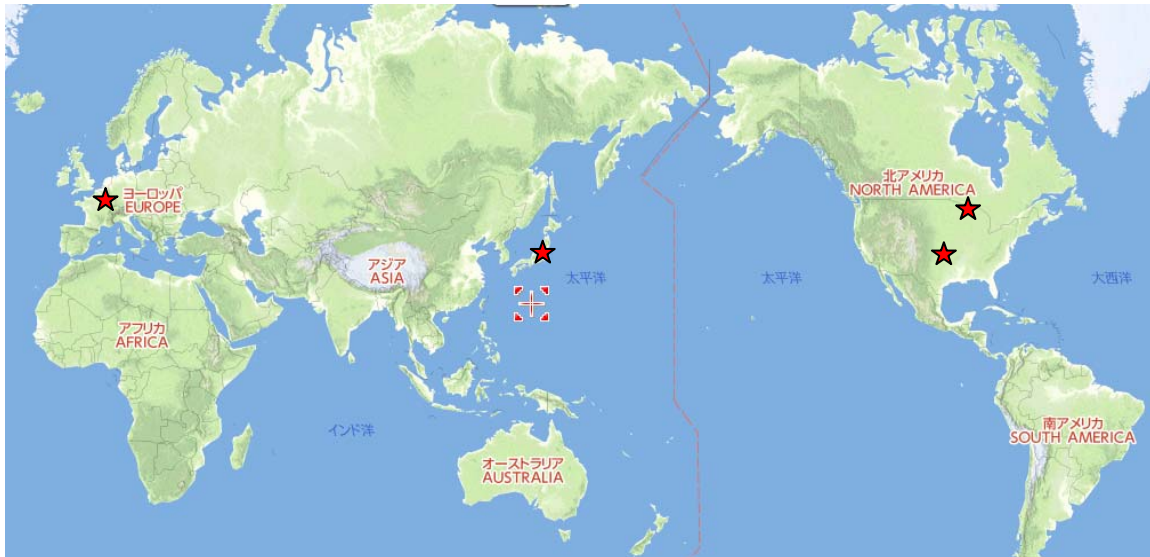 北アメリカ
NORTH AMERICA
ヨーロッパ
EUROPE
アジア
ASIA
太平洋
太平洋
大西洋
アフリカ
AFRICA
インド洋
南アメリカ
SOUTH AMERICA
オーストラリア
AUSTRALIA